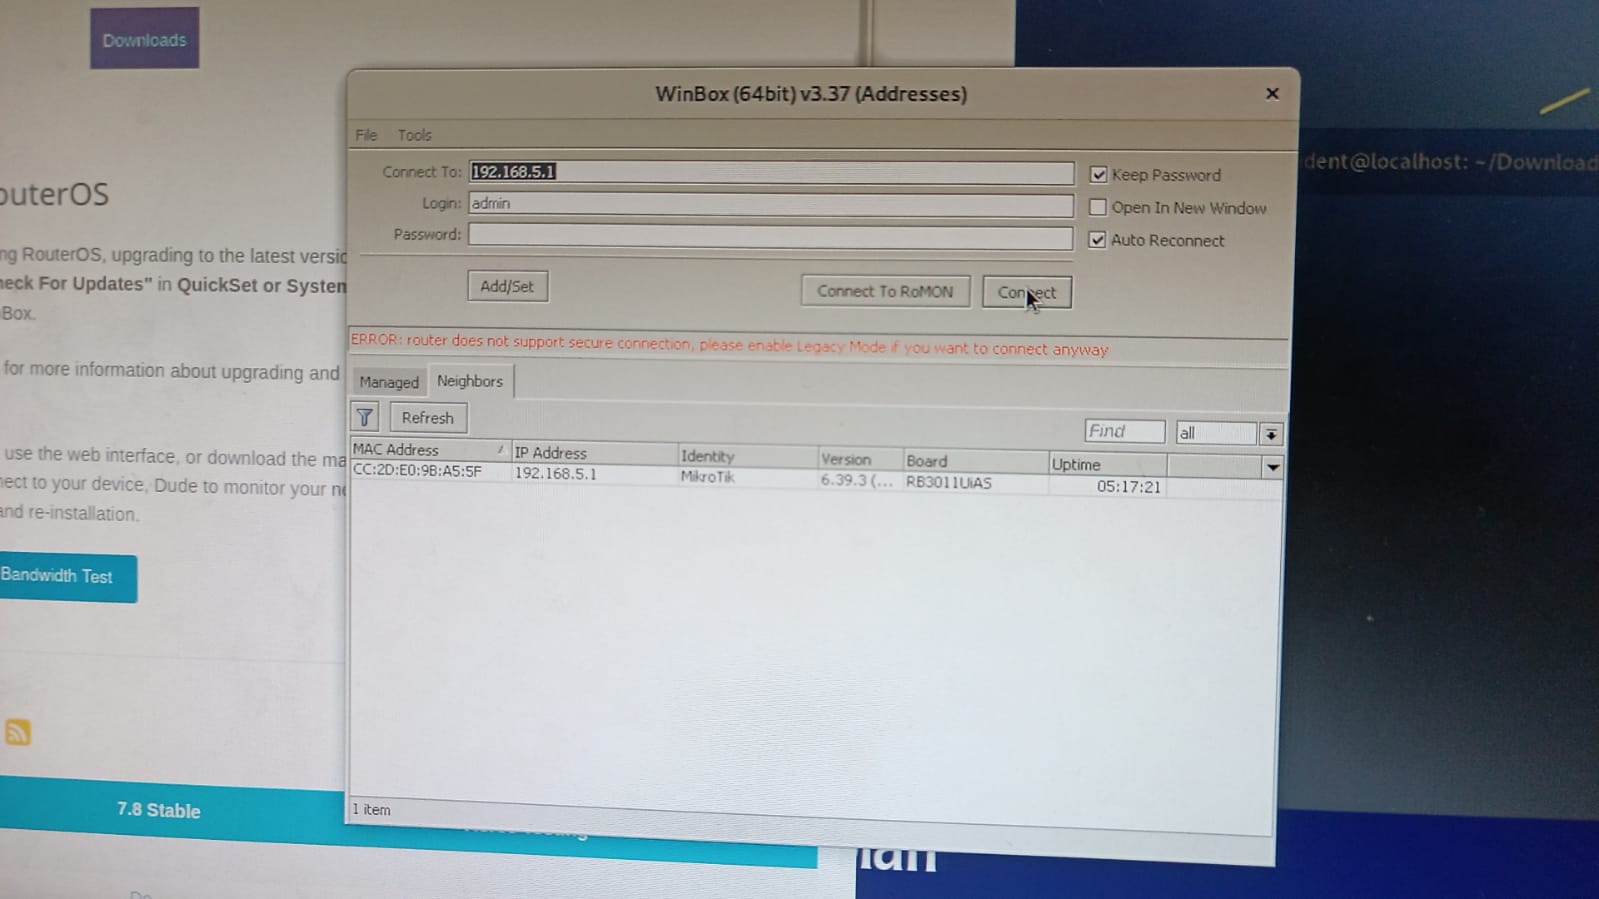 Downloads
WinBox (64bit) v3.37 (Addresses)
File Tools
Connect To: 192.168.5.1
Keep Password
Login: admin
Open In New Window
Password:
Auto Reconnect
Add/Set
Connect To RoMON
Connect
ERROR: router does not support secure connection, please enable Legacy Mode if you want to connect anyway
Managed Neighbors
Refresh
Find
all
MAC Address IP Address Identity Version Board Uptime
CC:2D:E0:9B:A5:5F 192.168.5.1 MikroTik 6.39.3 (... RB3011UiAS 05:17:21
1 item
outerOS
ng RouterOS, upgrading to the latest versic
heck For Updates" in QuickSet or System
Box.
for more information about upgrading and
use the web interface, or download the ma
nect to your device, Dude to monitor your ne
and re-installation.
Bandwidth Test
7.8 Stable
dent@localhost: ~/Download